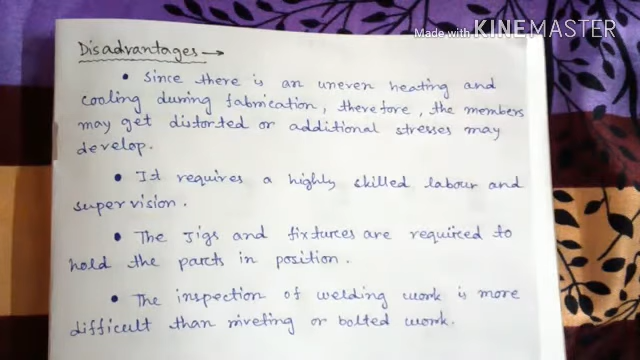 Made with KINEMASTER
Disadvantages →
• Since there is an uneven heating and
cooling during fabrication, therefore, the members
may get distorted or additional stresses may
develop.
• It requires a highly skilled labour and
supervision.
• The Jigs and fixtures are required to
hold the parts in position.
• The inspection of welding work is more
difficult than riveting or bolted work.